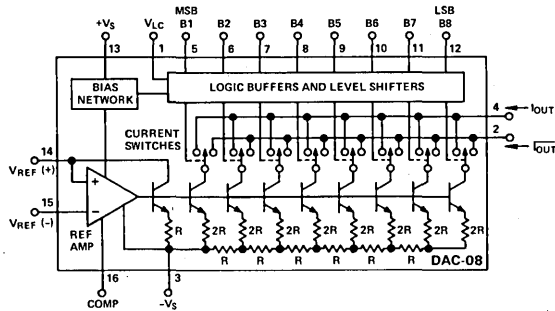 MSB LSB
+VS VLC B1 B2 B3 B4 B5 B6 B7 B8
13 1 5 6 7 8 9 10 11 12
BIAS NETWORK
LOGIC BUFFERS AND LEVEL SHIFTERS
4 IOUT
2 IOUT
CURRENT SWITCHES
14
VREF (+)
+
15
VREF (−)
−
REF AMP
R 2R 2R 2R 2R 2R 2R 2R 2R 2R
R R R R R R R
DAC-08
16 3
COMP −VS